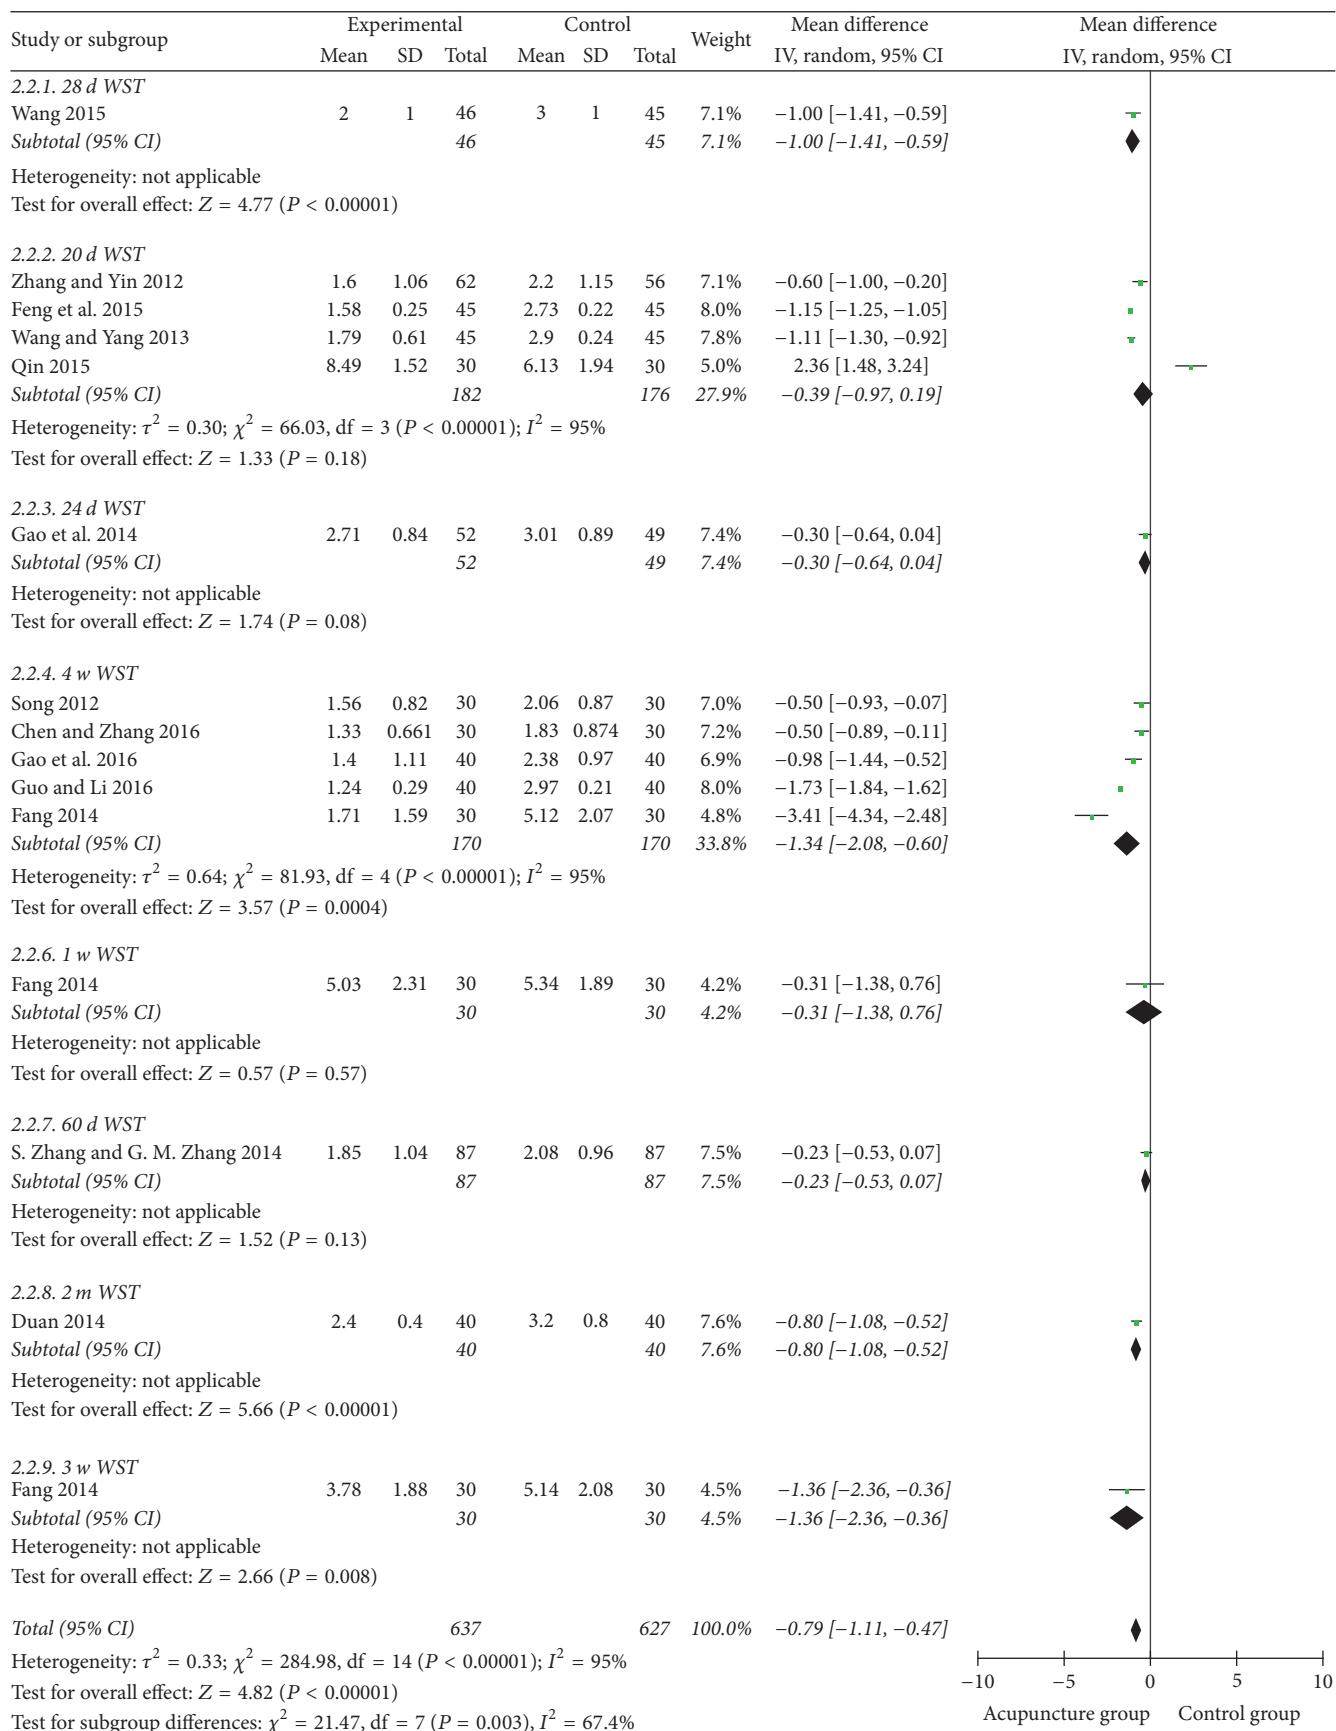 Study or subgroup Experimental Control Weight Mean difference Mean difference
Mean SD Total Mean SD Total IV, random, 95% CI IV, random, 95% CI
2.2.1. 28 d WST
Wang 2015 2 1 46 3 1 45 7.1% −1.00 [−1.41, −0.59]
Subtotal (95% CI) 46 45 7.1% −1.00 [−1.41, −0.59]
Heterogeneity: not applicable
Test for overall effect: Z = 4.77 (P < 0.00001)
2.2.2. 20 d WST
Zhang and Yin 2012 1.6 1.06 62 2.2 1.15 56 7.1% −0.60 [−1.00, −0.20]
Feng et al. 2015 1.58 0.25 45 2.73 0.22 45 8.0% −1.15 [−1.25, −1.05]
Wang and Yang 2013 1.79 0.61 45 2.9 0.24 45 7.8% −1.11 [−1.30, −0.92]
Qin 2015 8.49 1.52 30 6.13 1.94 30 5.0% 2.36 [1.48, 3.24]
Subtotal (95% CI) 182 176 27.9% −0.39 [−0.97, 0.19]
Heterogeneity: τ² = 0.30; χ² = 66.03, df = 3 (P < 0.00001); I² = 95%
Test for overall effect: Z = 1.33 (P = 0.18)
2.2.3. 24 d WST
Gao et al. 2014 2.71 0.84 52 3.01 0.89 49 7.4% −0.30 [−0.64, 0.04]
Subtotal (95% CI) 52 49 7.4% −0.30 [−0.64, 0.04]
Heterogeneity: not applicable
Test for overall effect: Z = 1.74 (P = 0.08)
2.2.4. 4 w WST
Song 2012 1.56 0.82 30 2.06 0.87 30 7.0% −0.50 [−0.93, −0.07]
Chen and Zhang 2016 1.33 0.661 30 1.83 0.874 30 7.2% −0.50 [−0.89, −0.11]
Gao et al. 2016 1.4 1.11 40 2.38 0.97 40 6.9% −0.98 [−1.44, −0.52]
Guo and Li 2016 1.24 0.29 40 2.97 0.21 40 8.0% −1.73 [−1.84, −1.62]
Fang 2014 1.71 1.59 30 5.12 2.07 30 4.8% −3.41 [−4.34, −2.48]
Subtotal (95% CI) 170 170 33.8% −1.34 [−2.08, −0.60]
Heterogeneity: τ² = 0.64; χ² = 81.93, df = 4 (P < 0.00001); I² = 95%
Test for overall effect: Z = 3.57 (P = 0.0004)
2.2.6. 1 w WST
Fang 2014 5.03 2.31 30 5.34 1.89 30 4.2% −0.31 [−1.38, 0.76]
Subtotal (95% CI) 30 30 4.2% −0.31 [−1.38, 0.76]
Heterogeneity: not applicable
Test for overall effect: Z = 0.57 (P = 0.57)
2.2.7. 60 d WST
S. Zhang and G. M. Zhang 2014 1.85 1.04 87 2.08 0.96 87 7.5% −0.23 [−0.53, 0.07]
Subtotal (95% CI) 87 87 7.5% −0.23 [−0.53, 0.07]
Heterogeneity: not applicable
Test for overall effect: Z = 1.52 (P = 0.13)
2.2.8. 2 m WST
Duan 2014 2.4 0.4 40 3.2 0.8 40 7.6% −0.80 [−1.08, −0.52]
Subtotal (95% CI) 40 40 7.6% −0.80 [−1.08, −0.52]
Heterogeneity: not applicable
Test for overall effect: Z = 5.66 (P < 0.00001)
2.2.9. 3 w WST
Fang 2014 3.78 1.88 30 5.14 2.08 30 4.5% −1.36 [−2.36, −0.36]
Subtotal (95% CI) 30 30 4.5% −1.36 [−2.36, −0.36]
Heterogeneity: not applicable
Test for overall effect: Z = 2.66 (P = 0.008)
Total (95% CI) 637 627 100.0% −0.79 [−1.11, −0.47]
Heterogeneity: τ² = 0.33; χ² = 284.98, df = 14 (P < 0.00001); I² = 95%
Test for overall effect: Z = 4.82 (P < 0.00001)
Test for subgroup differences: χ² = 21.47, df = 7 (P = 0.003), I² = 67.4%
−10 −5 0 5 10
Acupuncture group Control group